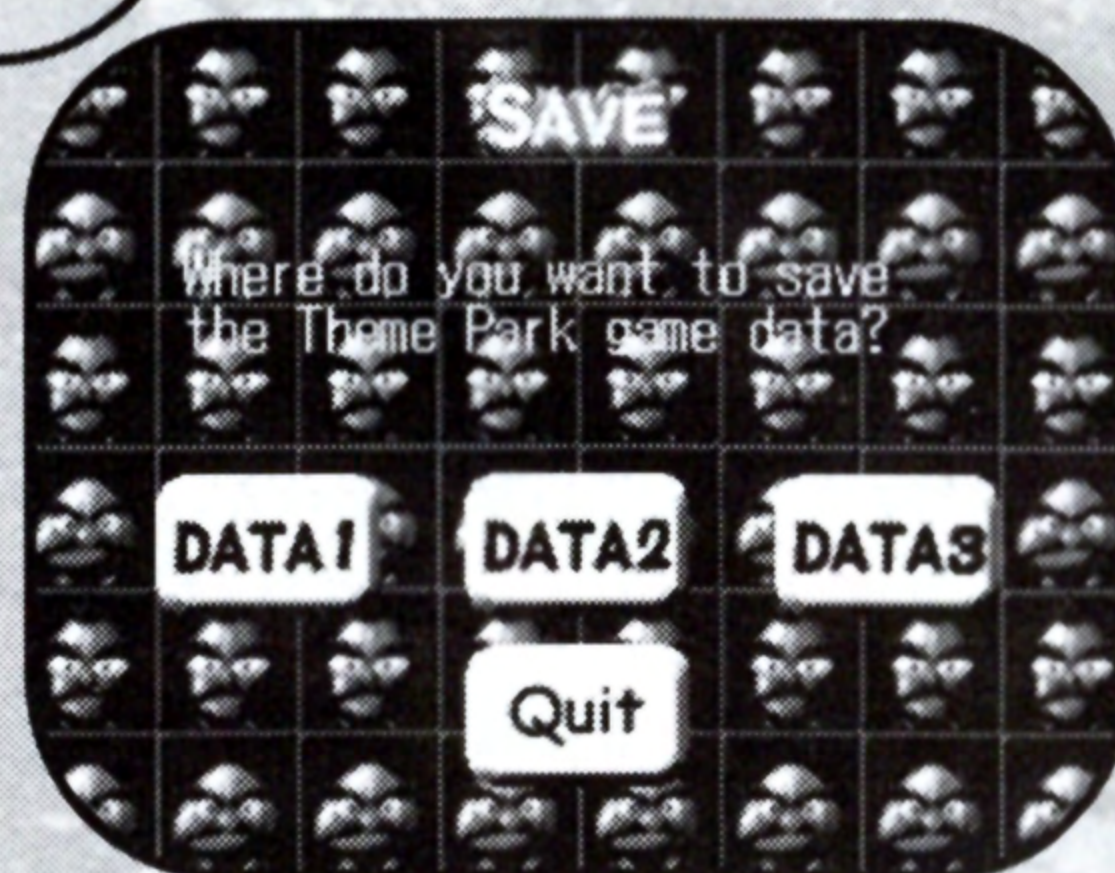 SAVE
Where do you want to save
the Theme Park game data?
DATA1 DATA2 DATA3
Quit